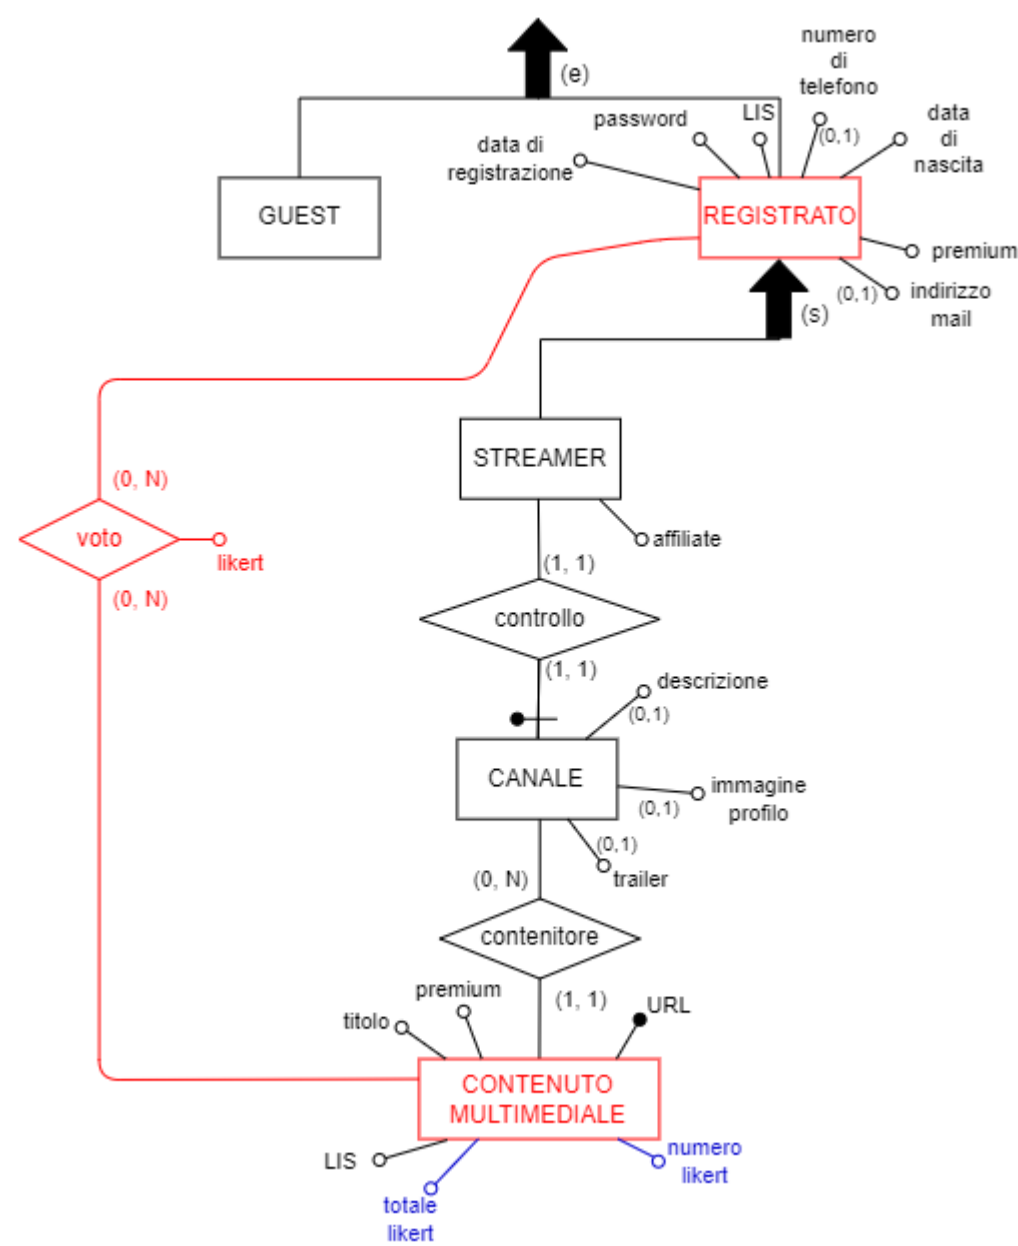 (e)
numero
di
telefono
(0,1)
LIS
password
data
di
nascita
data di
registrazione
GUEST
REGISTRATO
premium
(0,1)
indirizzo
mail
(s)
STREAMER
(0, N)
voto
likert
(0, N)
affiliate
(1, 1)
controllo
(1, 1)
descrizione
(0,1)
CANALE
immagine
profilo
(0,1)
(0,1)
trailer
(0, N)
contenitore
(1, 1)
premium
titolo
URL
CONTENUTO
MULTIMEDIALE
LIS
totale
likert
numero
likert